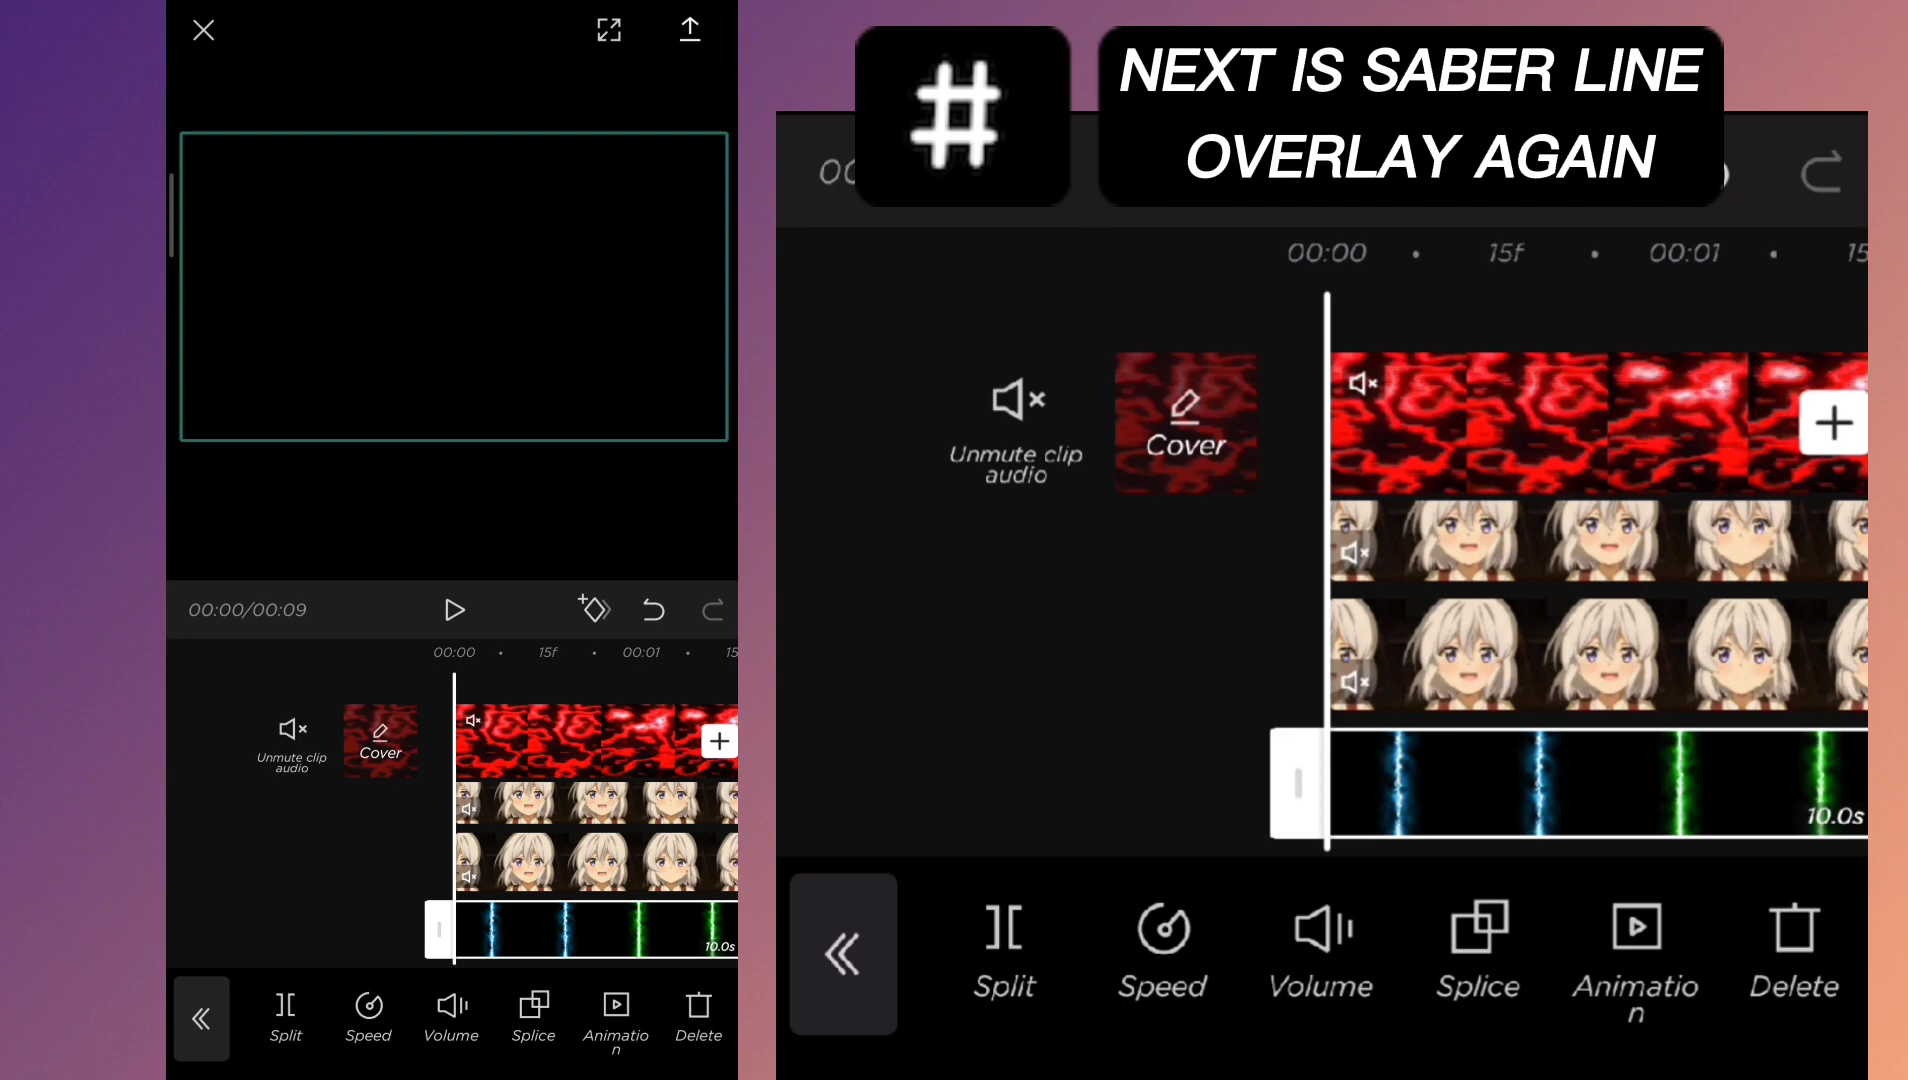 00:00/00:09
00:00
15f
00:01
15
Unmute clip
audio
Cover
10.0s
Split
Speed
Volume
Splice
Animatio
n
Delete
#
NEXT IS SABER LINE
OVERLAY AGAIN
00:00
15f
00:01
15
Unmute clip
audio
Cover
10.0s
Split
Speed
Volume
Splice
Animatio
n
Delete